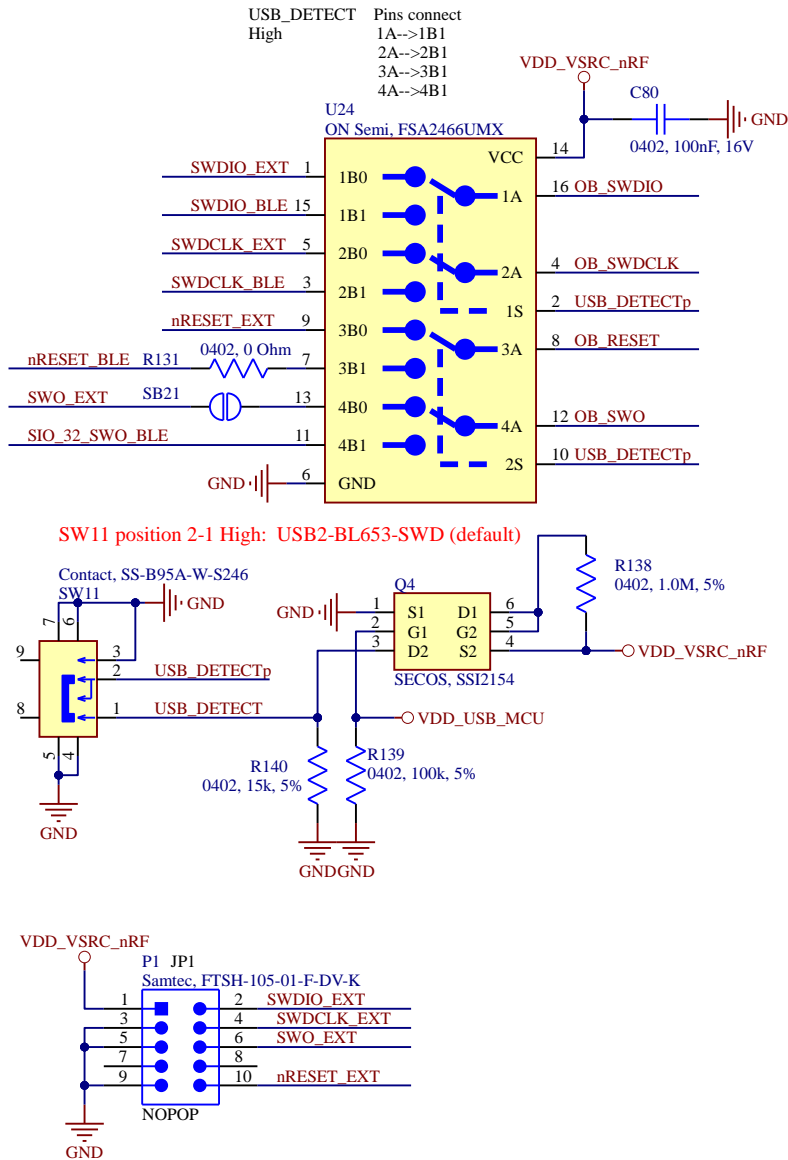 USB_DETECT Pins connect
High 1A-->1B1
2A-->2B1
3A-->3B1
4A-->4B1
VDD_VSRC_nRF
C80
GND
0402, 100nF, 16V
U24
ON Semi, FSA2466UMX
VCC 14
SWDIO_EXT 1 1B0
1A 16 OB_SWDIO
SWDIO_BLE 15 1B1
SWDCLK_EXT 5 2B0
2A 4 OB_SWDCLK
SWDCLK_BLE 3 2B1
1S 2 USB_DETECTp
nRESET_EXT 9 3B0
3A 8 OB_RESET
0402, 0 Ohm
nRESET_BLE R131 7 3B1
SWO_EXT SB21 13 4B0
4A 12 OB_SWO
SIO_32_SWO_BLE 11 4B1
2S 10 USB_DETECTp
GND 6 GND
SW11 position 2-1 High: USB2-BL653-SWD (default)
Contact, SS-B95A-W-S246
SW11
GND
7 6
9 3
2 USB_DETECTp
8 1 USB_DETECT
5 4
GND
Q4
GND 1 S1 D1 6
2 G1 G2 5
3 D2 S2 4
SECOS, SSI2154
R138
0402, 1.0M, 5%
VDD_VSRC_nRF
VDD_USB_MCU
R140
0402, 15k, 5%
R139
0402, 100k, 5%
GND GND
VDD_VSRC_nRF
P1 JP1
Samtec, FTSH-105-01-F-DV-K
1 2 SWDIO_EXT
3 4 SWDCLK_EXT
5 6 SWO_EXT
7 8
9 10 nRESET_EXT
NOPOP
GND